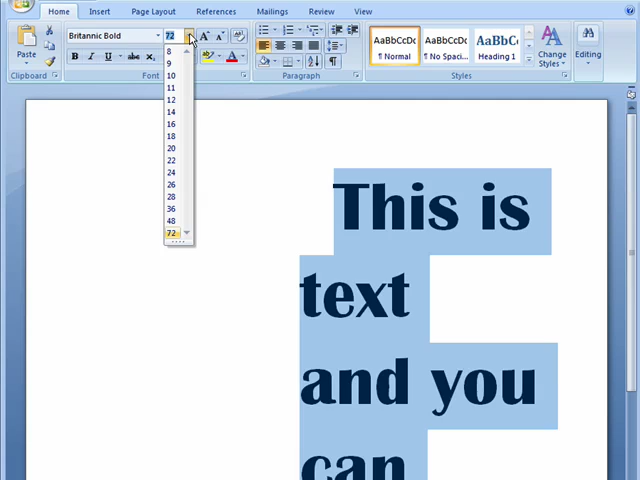 Home Insert Page Layout References Mailings Review View
Britannic Bold 72
Paste
B I U abc A
AaBbCcDc AaBbCcDc AaBbC
¶ Normal ¶ No Spaci... Heading 1
Change Styles
Editing
Clipboard Font Paragraph Styles
8
9
10
11
12
14
16
18
20
22
24
26
28
36
48
72
This is
text
and you
can